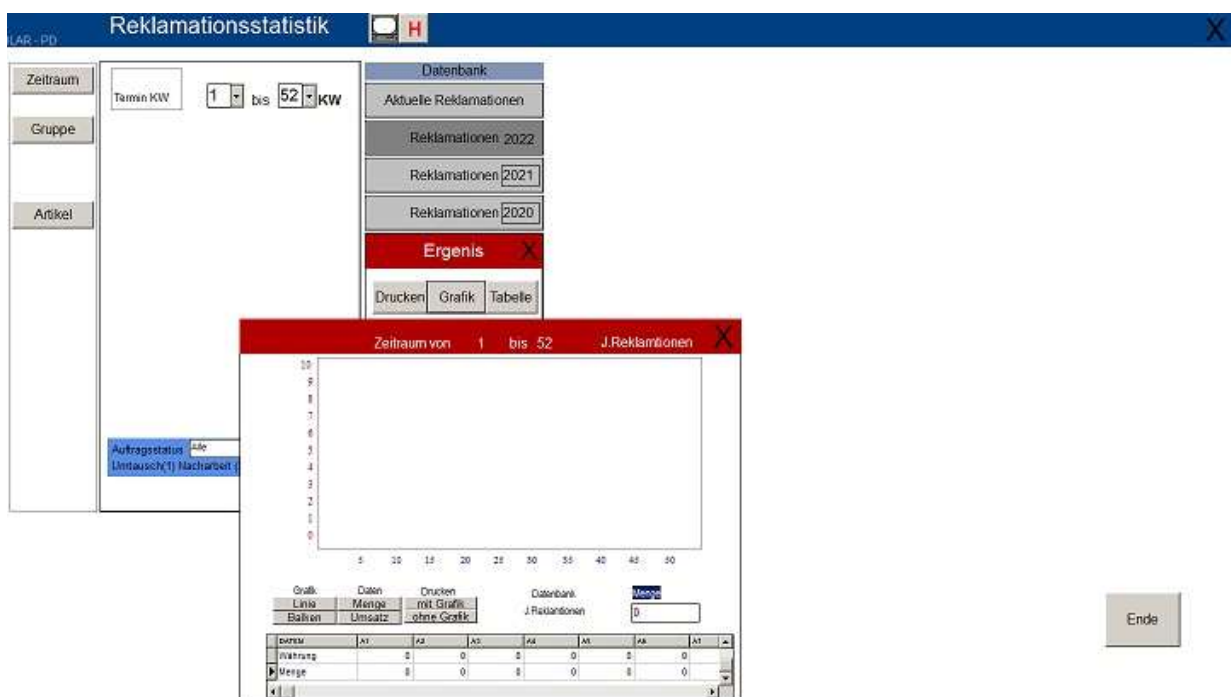 Reklamationsstatistik H X
LAR - PD
Zeitraum
Gruppe
Artikel
Termin KW 1 bis 52 KW
Datenbank
Aktuelle Reklamationen
Reklamationen 2022
Reklamationen 2021
Reklamationen 2020
Ergenis X
Drucken Grafik Tabelle
Auftragsstatus Alle
Umtausch(1) Nacharbeit (
Zeitraum von 1 bis 52 J.Reklamtionen X
10
9
8
7
6
5
4
3
2
1
0
5 10 15 20 25 30 35 40 45 50
Grafik Daten Drucken Datenbank Menge
Linie Menge mit Grafik J.Reklamtionen 0
Balken Umsatz ohne Grafik
DATUM A1 A2 A3 A4 A5 A6 A7
Währung 0 0 0 0 0 0
Menge 0 0 0 0 0 0
Ende